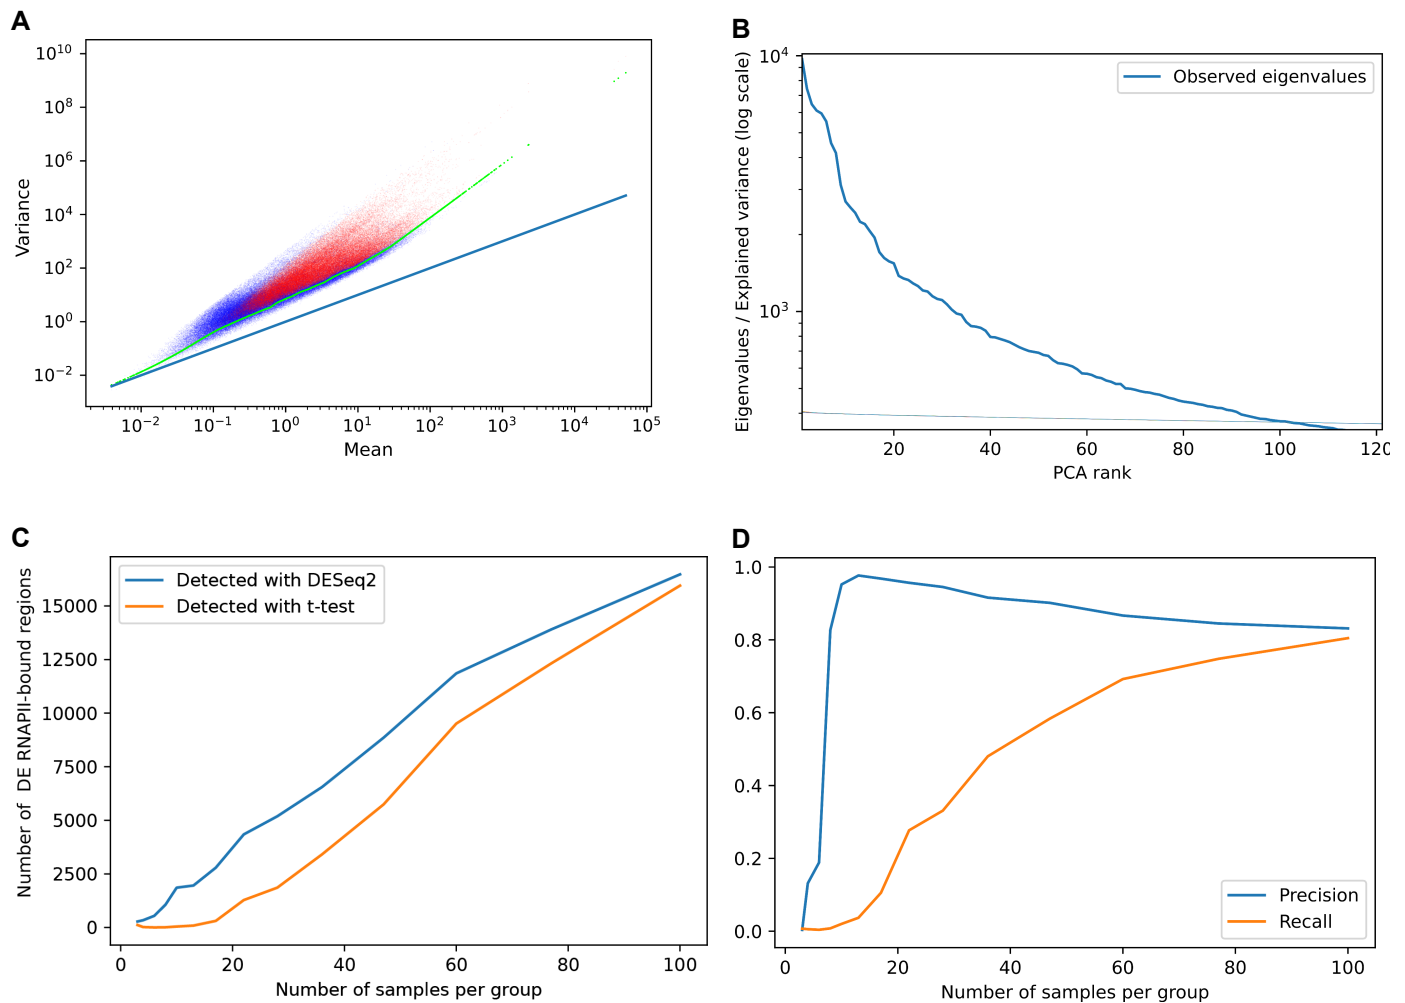 A
10^10
10^8
10^6
10^4
10^2
10^0
10^−2
Variance
10^−2 10^−1 10^0 10^1 10^2 10^3 10^4 10^5
Mean
B
Observed eigenvalues
10^4
10^3
Eigenvalues / Explained variance (log scale)
20 40 60 80 100 120
PCA rank
C
Detected with DESeq2
Detected with t-test
15000
12500
10000
7500
5000
2500
0
Number of DE RNAPII-bound regions
0 20 40 60 80 100
Number of samples per group
D
1.0
0.8
0.6
0.4
0.2
0.0
Precision
Recall
0 20 40 60 80 100
Number of samples per group